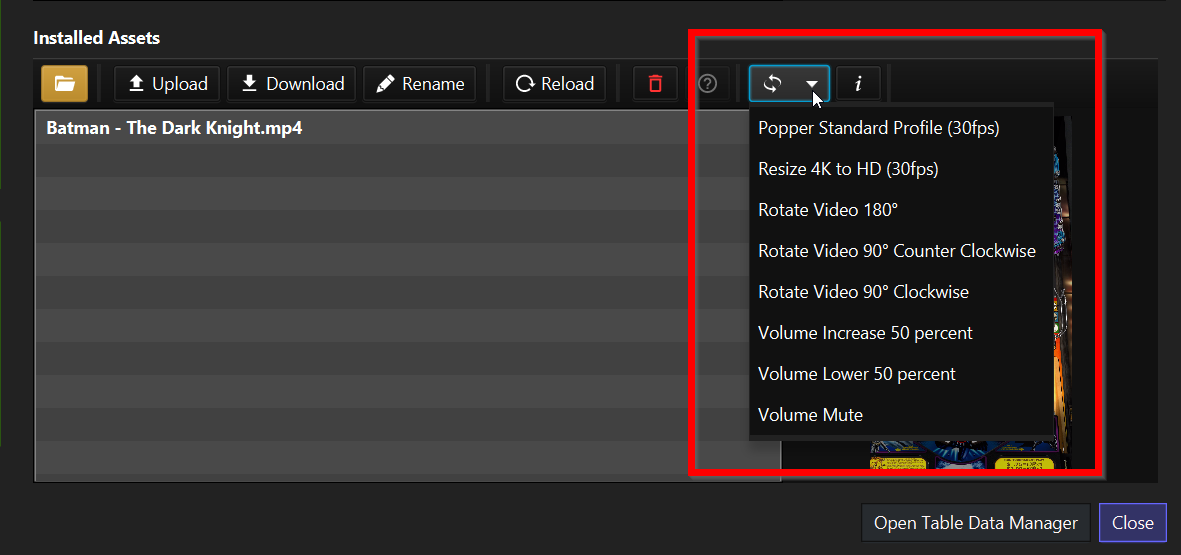 Installed Assets
Upload
Download
Rename
Reload
Batman - The Dark Knight.mp4
Popper Standard Profile (30fps)
Resize 4K to HD (30fps)
Rotate Video 180°
Rotate Video 90° Counter Clockwise
Rotate Video 90° Clockwise
Volume Increase 50 percent
Volume Lower 50 percent
Volume Mute
Open Table Data Manager
Close